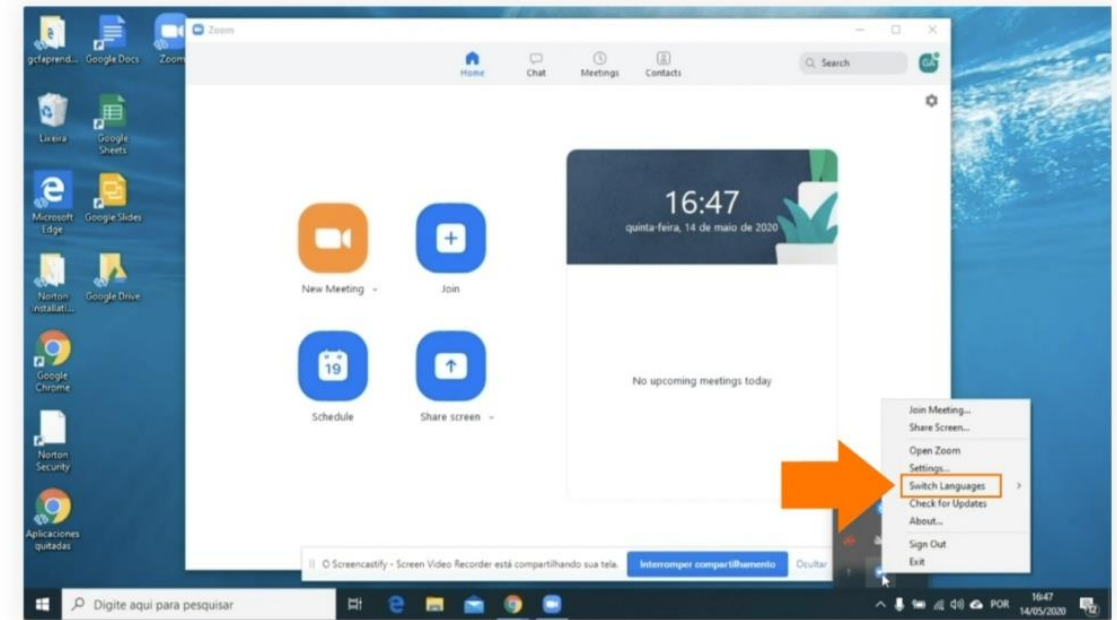 gcfaprend...
Google Docs
Zoom
Lixeira
Google
Sheets
Microsoft
Edge
Google Slides
Norton
Installati...
Google Drive
Google
Chrome
Norton
Security
Aplicaciones
quitadas
Zoom
Home
Chat
Meetings
Contacts
Search
GA
New Meeting
Join
19
Schedule
Share screen
16:47
quinta-feira, 14 de maio de 2020
No upcoming meetings today
Join Meeting...
Share Screen...
Open Zoom
Settings...
Switch Languages
Check for Updates
About...
Sign Out
Exit
O Screencastify - Screen Video Recorder está compartilhando sua tela.
Interromper compartilhamento
Ocultar
Digite aqui para pesquisar
POR
16:47
14/05/2020
12